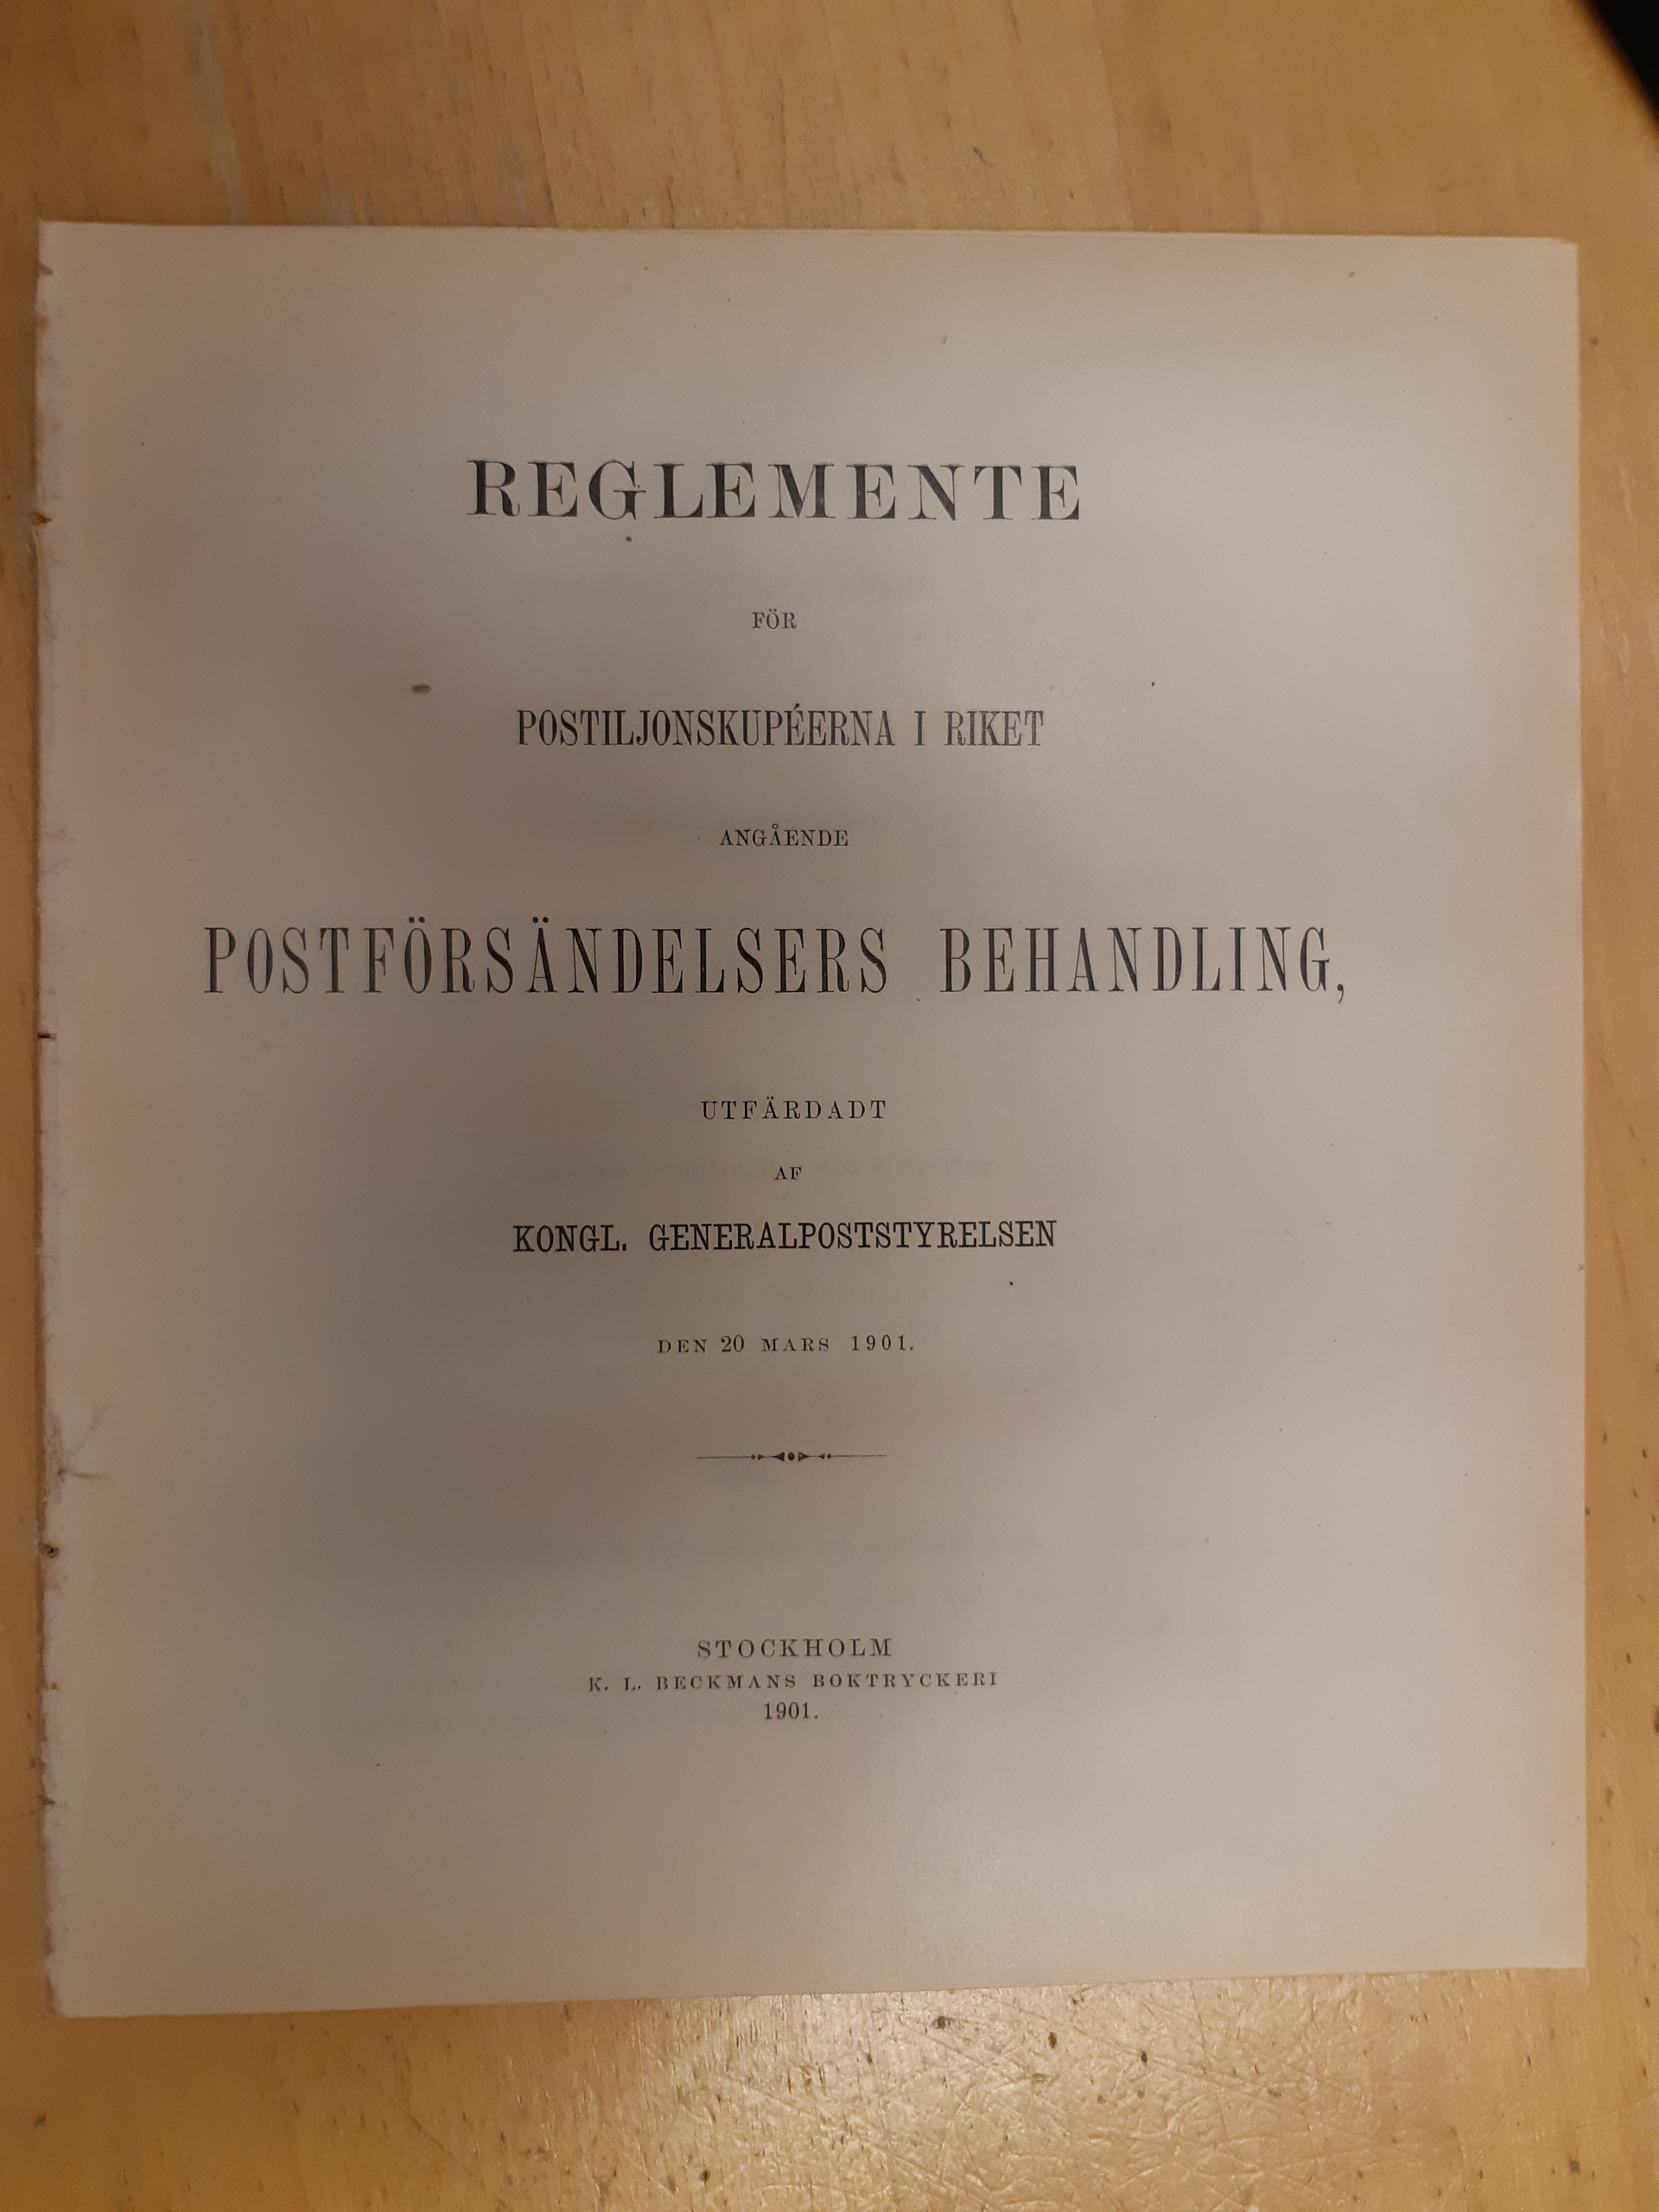 REGLEMENTE
FÖR
POSTILJONSKUPÉERNA I RIKET
ANGÅENDE
POSTFÖRSÄNDELSERS BEHANDLING,
UTFÄRDADT
AF
KONGL. GENERALPOSTSTYRELSEN
DEN 20 MARS 1901.
STOCKHOLM
K. L. BECKMANS BOKTRYCKERI
1901.